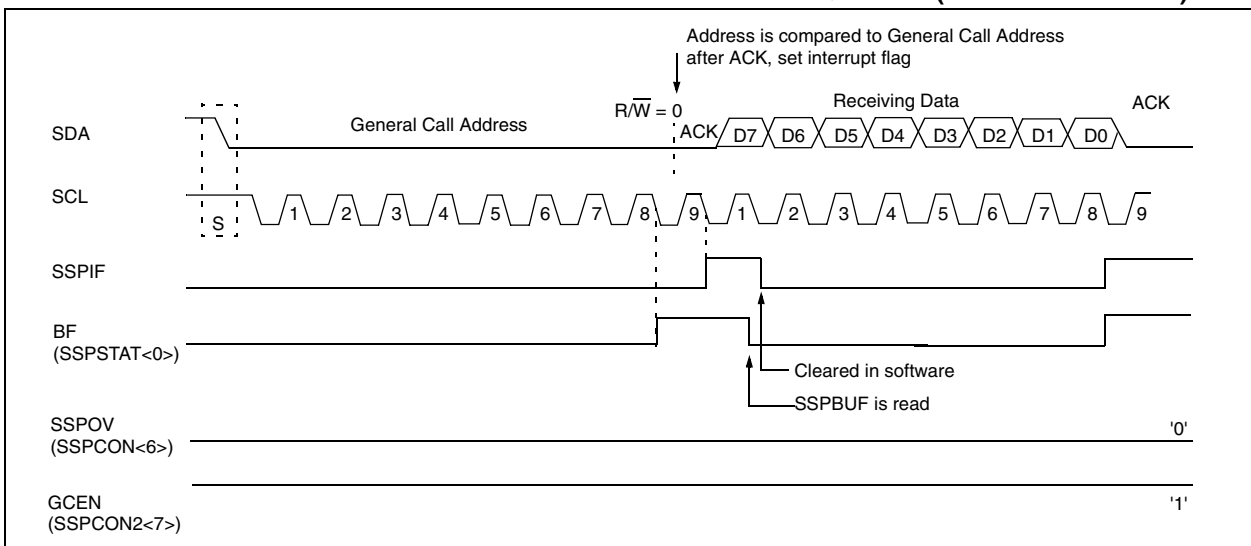 Address is compared to General Call Address
after ACK, set interrupt flag
R/W = 0
Receiving Data
ACK
SDA
General Call Address
ACK D7 D6 D5 D4 D3 D2 D1 D0
SCL
S
1 2 3 4 5 6 7 8 9 1 2 3 4 5 6 7 8 9
SSPIF
BF
(SSPSTAT<0>)
Cleared in software
SSPBUF is read
SSPOV
(SSPCON<6>)
'0'
GCEN
(SSPCON2<7>)
'1'